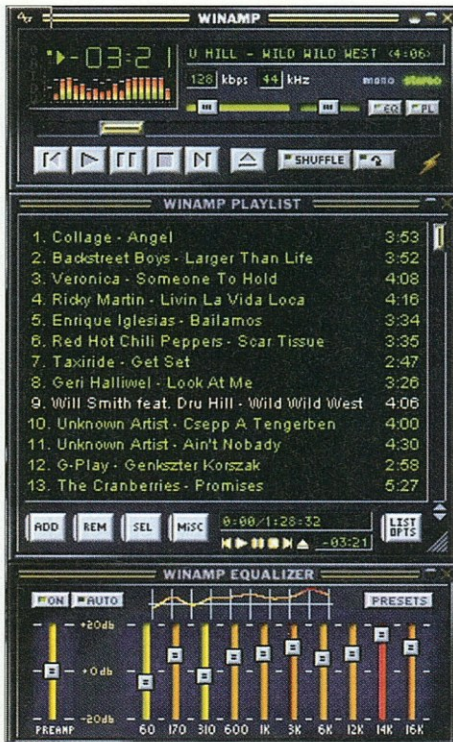 WINAMP
-03:21
U HILL - WILD WILD WEST <4:06>
128 kbps 44 kHz mono stereo
EQ PL
SHUFFLE
WINAMP PLAYLIST
1. Collage - Angel 3:53
2. Backstreet Boys - Larger Than Life 3:52
3. Veronica - Someone To Hold 4:08
4. Ricky Martin - Livin La Vida Loca 4:16
5. Enrique Iglesias - Bailamos 3:34
6. Red Hot Chili Peppers - Scar Tissue 3:35
7. Taxiride - Get Set 2:47
8. Geri Halliwel - Look At Me 3:26
9. Will Smith feat. Dru Hill - Wild Wild West 4:06
10. Unknown Artist - Csepp A Tengerben 4:00
11. Unknown Artist - Ain't Nobady 4:30
12. G-Play - Genkszter Korszak 2:58
13. The Cranberries - Promises 5:27
ADD REM SEL MISC 0:00/1:28:32 LIST OPTS
-03:21
WINAMP EQUALIZER
ON AUTO PRESETS
+20db
+0db
-20db
PREAMP 60 170 310 600 1K 3K 6K 12K 14K 16K